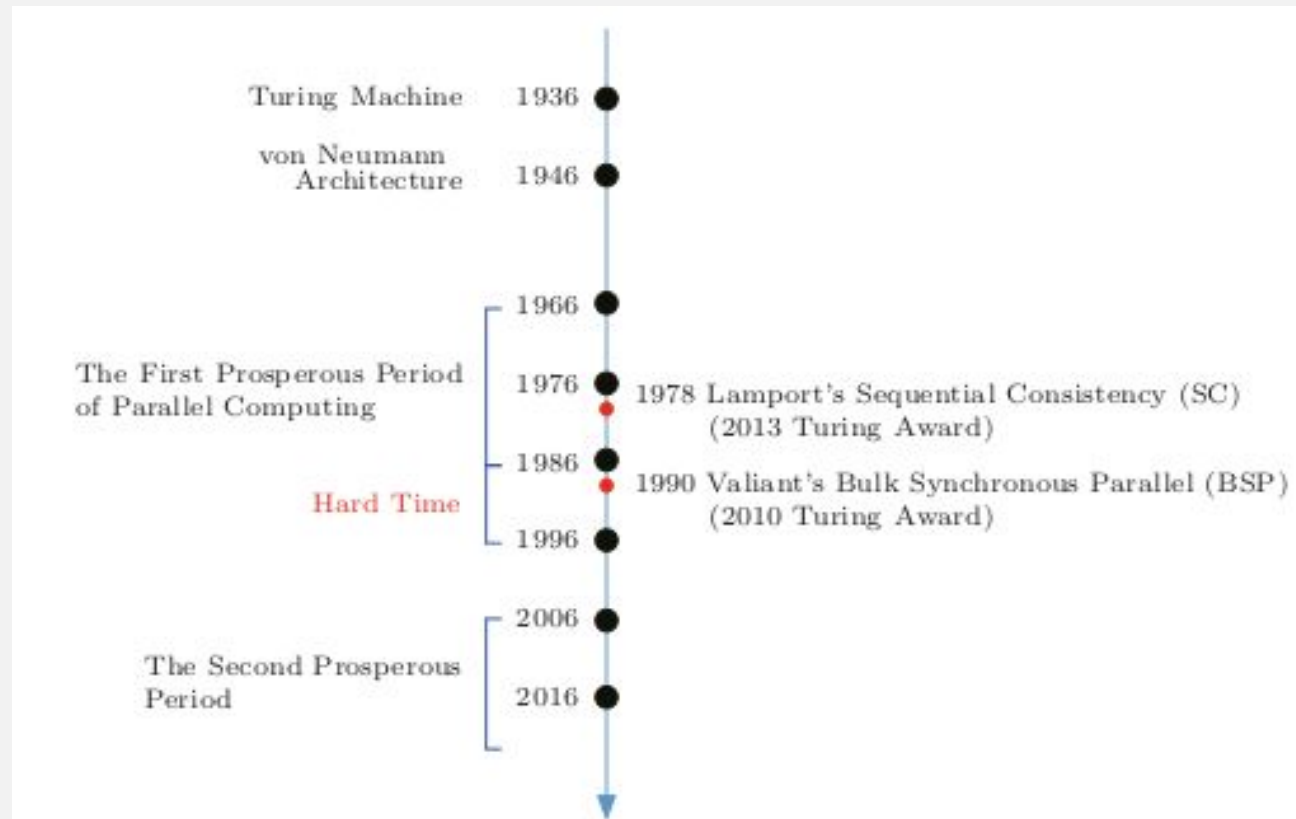 Turing Machine 1936
von Neumann
Architecture 1946
1966
The First Prosperous Period
of Parallel Computing
1976
1978 Lamport's Sequential Consistency (SC)
(2013 Turing Award)
1986
1990 Valiant's Bulk Synchronous Parallel (BSP)
(2010 Turing Award)
Hard Time
1996
2006
The Second Prosperous
Period
2016